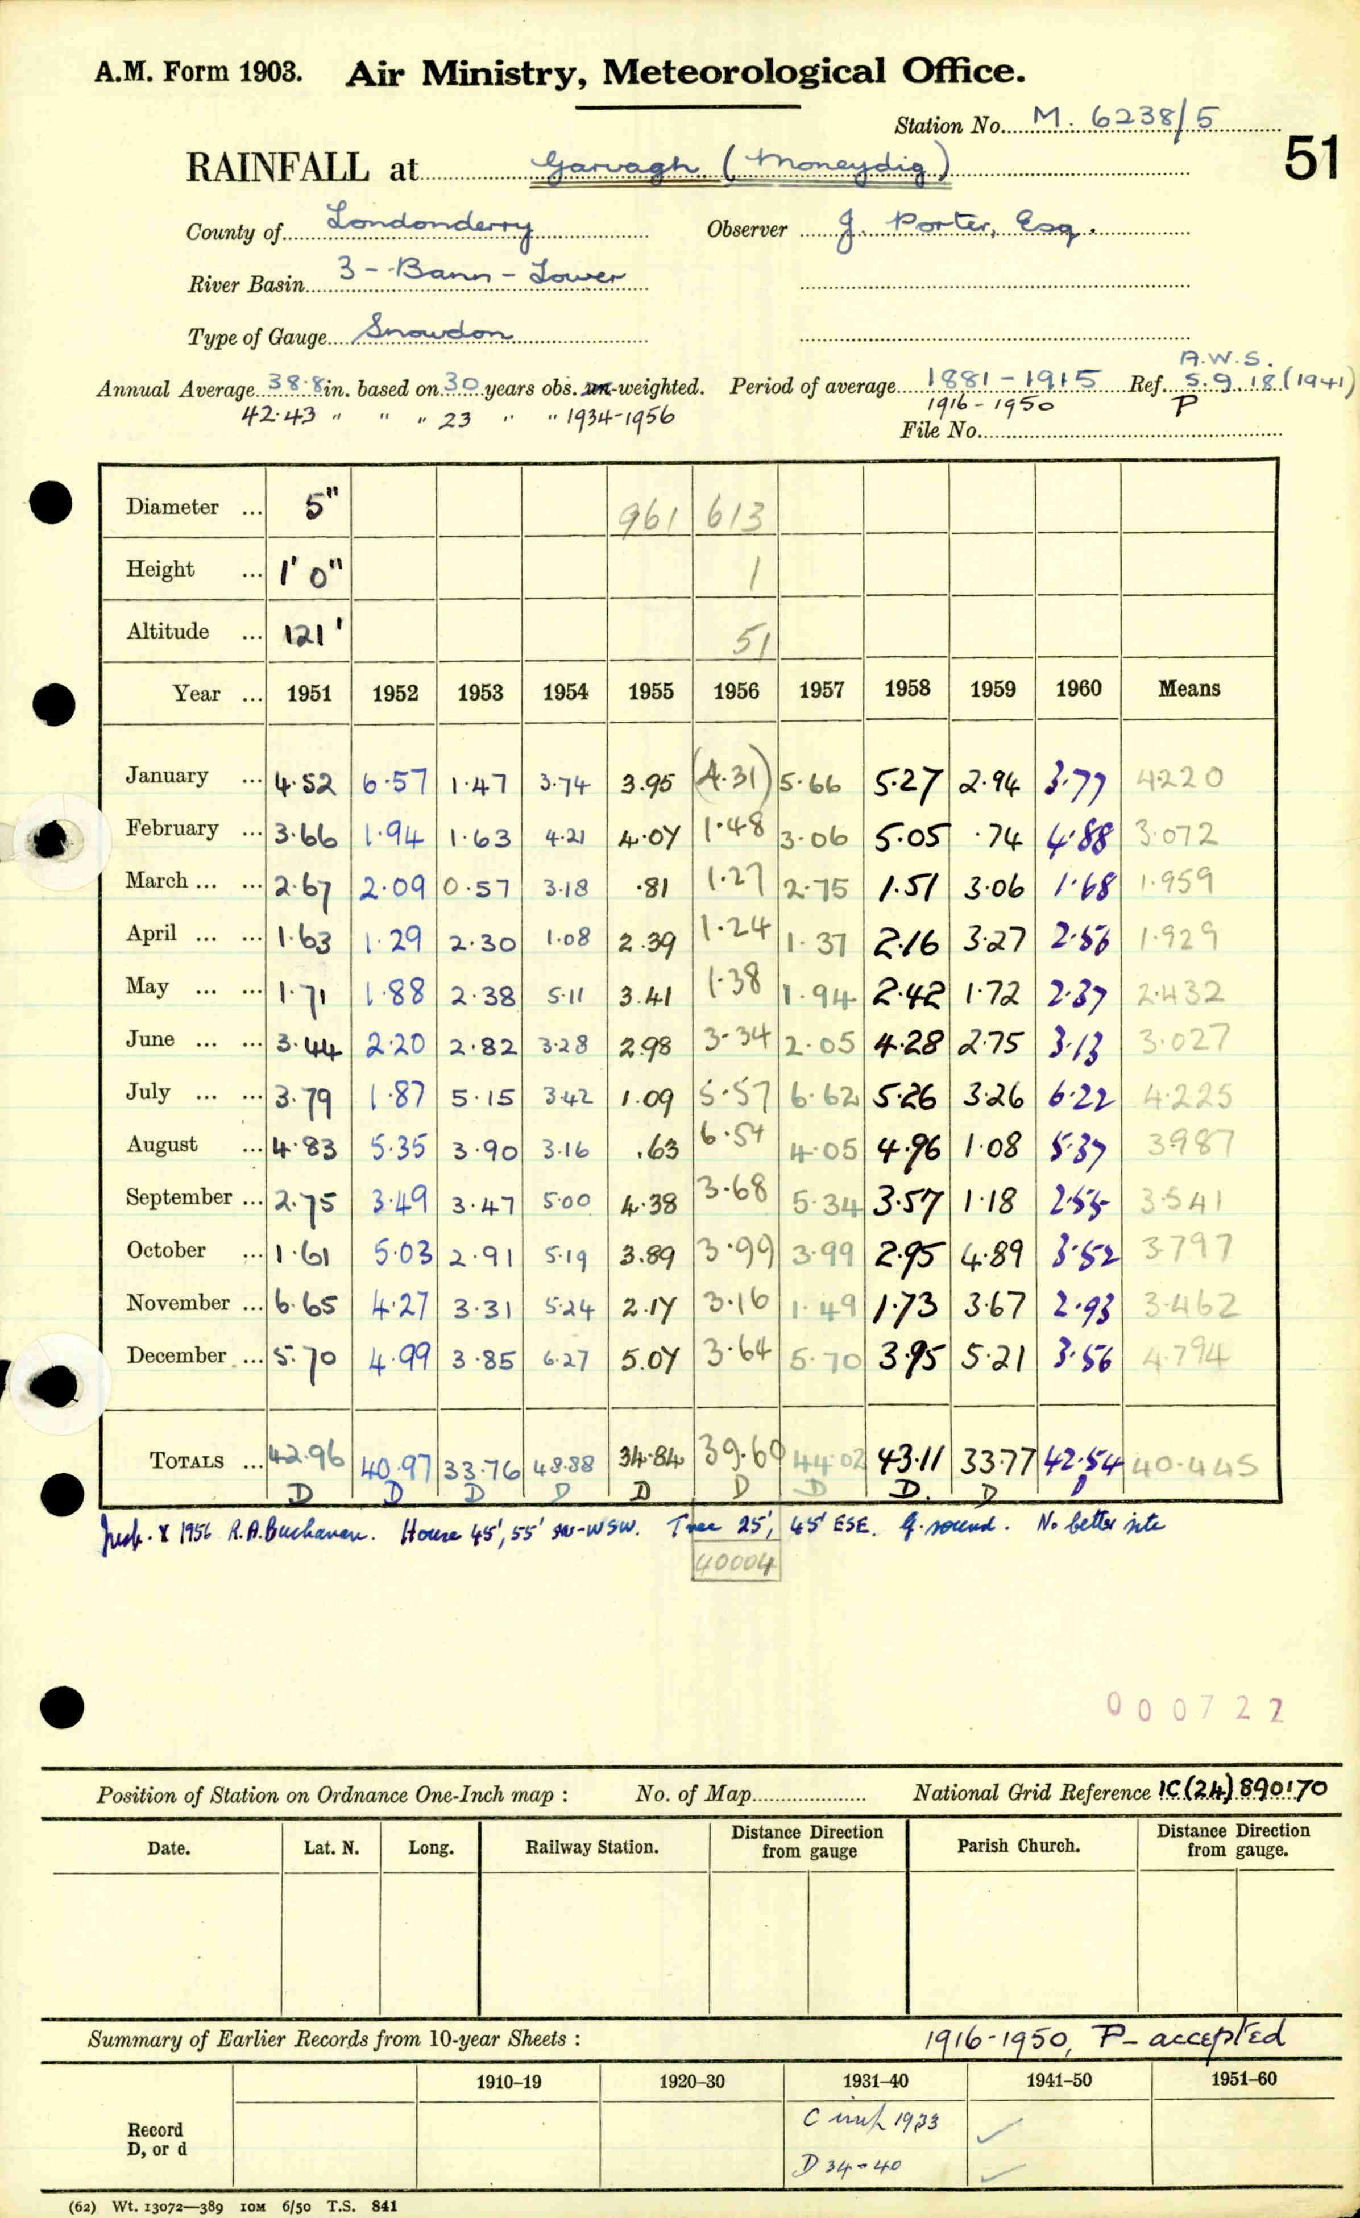 A.M. Form 1903. Air Ministry, Meteorological Office.
Station No. M. 6238/5
51
RAINFALL at Garvagh (Moneydig)
County of Londonderry Observer J. Porter, Esq.
River Basin 3 - Bann - Lower
Type of Gauge Snowdon
A.W.S.
Annual Average 38.8 in. based on 30 years obs. un-weighted. Period of average 1881-1915 Ref. S.9.18 (1941)
42.43 " " " 23 " " 1934-1956 1916-1950 P
File No.
Diameter ... 5" 961 613
Height ... 1' 0" 1
Altitude ... 121' 51
Year ... 1951 1952 1953 1954 1955 1956 1957 1958 1959 1960 Means
January ... 4.52 6.57 1.47 3.74 3.95 (4.31) 5.66 5.27 2.94 3.77 4220
February ... 3.66 1.94 1.63 4.21 4.07 1.48 3.06 5.05 .74 4.88 3.072
March ... ... 2.67 2.09 0.57 3.18 .81 1.27 2.75 1.51 3.06 1.68 1.959
April ... ... 1.63 1.29 2.30 1.08 2.39 1.24 1.37 2.16 3.27 2.56 1.929
May ... ... 1.71 1.88 2.38 5.11 3.41 1.38 1.94 2.42 1.72 2.37 2.432
June ... ... 3.44 2.20 2.82 3.28 2.98 3.34 2.05 4.28 2.75 3.13 3.027
July ... ... 3.79 1.87 5.15 3.42 1.09 5.57 6.62 5.26 3.26 6.22 4.225
August ... 4.83 5.35 3.90 3.16 .63 6.54 4.05 4.96 1.08 5.37 3987
September ... 2.75 3.49 3.47 5.00 4.38 3.68 5.34 3.57 1.18 2.55 3.541
October ... 1.61 5.03 2.91 5.19 3.89 3.99 3.99 2.95 4.89 3.52 3797
November ... 6.65 4.27 3.31 5.24 2.17 3.16 1.49 1.73 3.67 2.93 3.462
December ... 5.70 4.99 3.85 6.27 5.07 3.64 5.70 3.95 5.21 3.56 4.794
TOTALS ... 42.96 40.97 33.76 48.88 34.84 39.60 44.02 43.11 33.77 42.54 40.445
D D D D D D D D. D D
Insp. X 1956 R.A. Buchanan. House 45', 55' SW-WSW. Tree 25', 45' ESE. G. sound. No better site
40004
000722
Position of Station on Ordnance One-Inch map : No. of Map National Grid Reference IC (24) 890170
Date. Lat. N. Long. Railway Station. Distance Direction from gauge Parish Church. Distance Direction from gauge.
Summary of Earlier Records from 10-year Sheets : 1916-1950, P- accepted
1910–19 1920–30 1931–40 1941–50 1951–60
Record D, or d
C 1933
D 34-40
(62) Wt. 13072—389 10M 6/50 T.S. 841